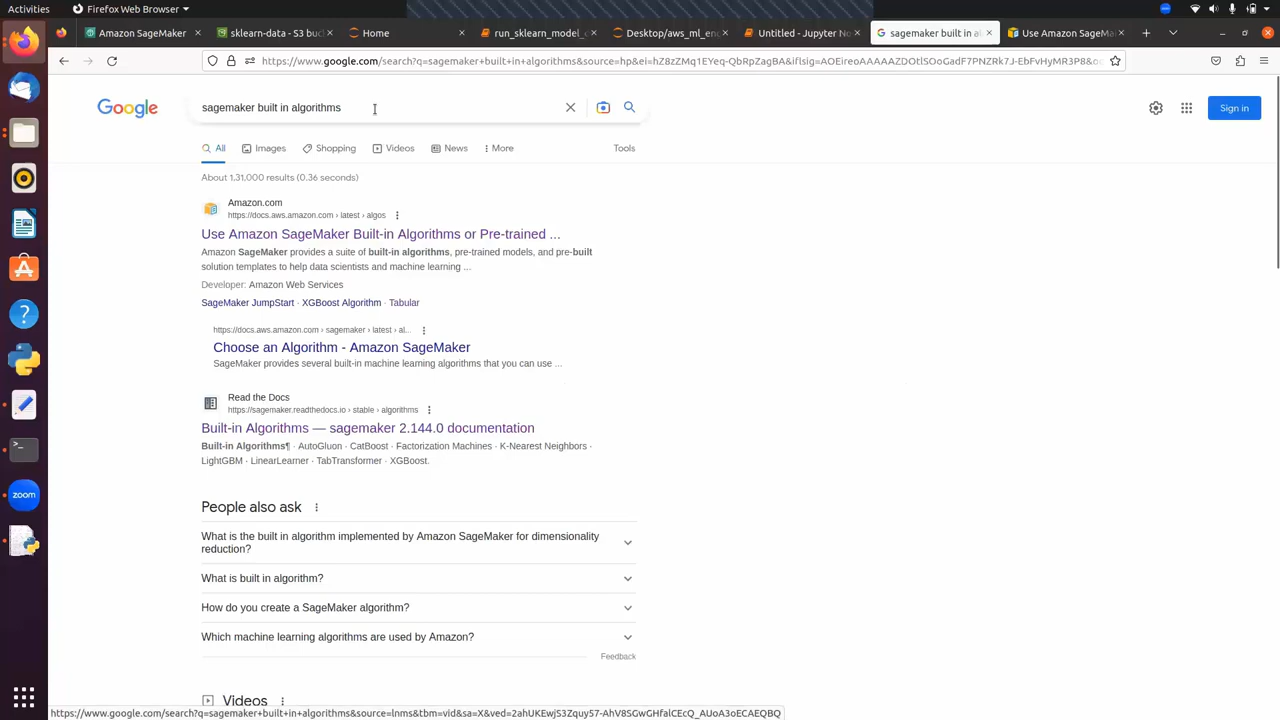 Activities
Firefox Web Browser
Amazon SageMaker
sklearn-data - S3 buc
Home
run_sklearn_model_c
Desktop/aws_ml_en
Untitled - Jupyter No
sagemaker built in al
Use Amazon SageMa
https://www.google.com/search?q=sagemaker+built+in+algorithms&source=hp&ei=hZ8zZMq1EYeq-QbRpZagBA&iflsig=AOEireoAAAAAZDOtlSOoGadF7PNZRk7J-EbFvHyMR3P8&uc
Google
sagemaker built in algorithms
Sign in
All
Images
Shopping
Videos
News
More
Tools
About 1,31,000 results (0.36 seconds)
Amazon.com
https://docs.aws.amazon.com › latest › algos
Use Amazon SageMaker Built-in Algorithms or Pre-trained ...
Amazon SageMaker provides a suite of built-in algorithms, pre-trained models, and pre-built
solution templates to help data scientists and machine learning ...
Developer: Amazon Web Services
SageMaker JumpStart · XGBoost Algorithm · Tabular
https://docs.aws.amazon.com › sagemaker › latest › al...
Choose an Algorithm - Amazon SageMaker
SageMaker provides several built-in machine learning algorithms that you can use ...
Read the Docs
https://sagemaker.readthedocs.io › stable › algorithms
Built-in Algorithms — sagemaker 2.144.0 documentation
Built-in Algorithms¶ · AutoGluon · CatBoost · Factorization Machines · K-Nearest Neighbors ·
LightGBM · LinearLearner · TabTransformer · XGBoost.
People also ask
What is the built in algorithm implemented by Amazon SageMaker for dimensionality
reduction?
What is built in algorithm?
How do you create a SageMaker algorithm?
Which machine learning algorithms are used by Amazon?
Feedback
Videos
zoom
https://www.google.com/search?q=sagemaker+built+in+algorithms&source=lnms&tbm=vid&sa=X&ved=2ahUKEwjS3Zquy57-AhV8SGwGHfalCEcQ_AUoA3oECAEQBQ